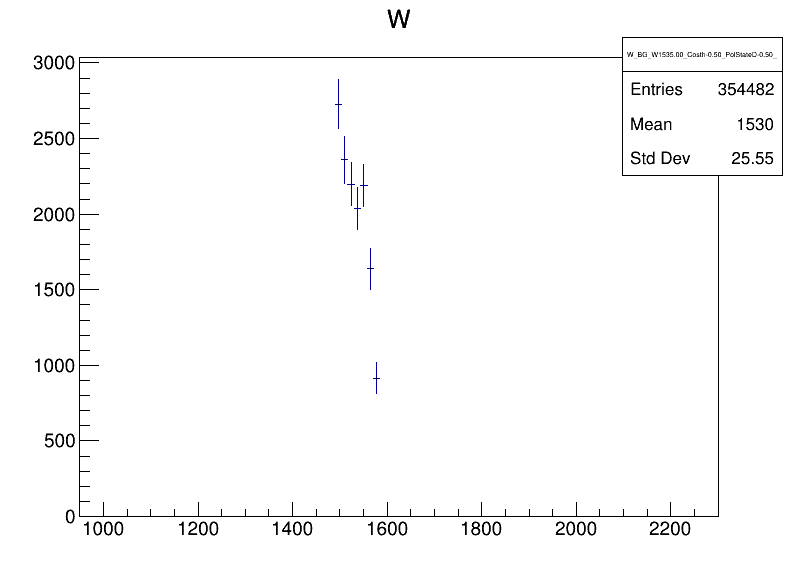 W
W_BG_W1535.00_Costh-0.50_PolStateD-0.50_
Entries 354482
Mean 1530
Std Dev 25.55
3000
2500
2000
1500
1000
500
0
1000 1200 1400 1600 1800 2000 2200